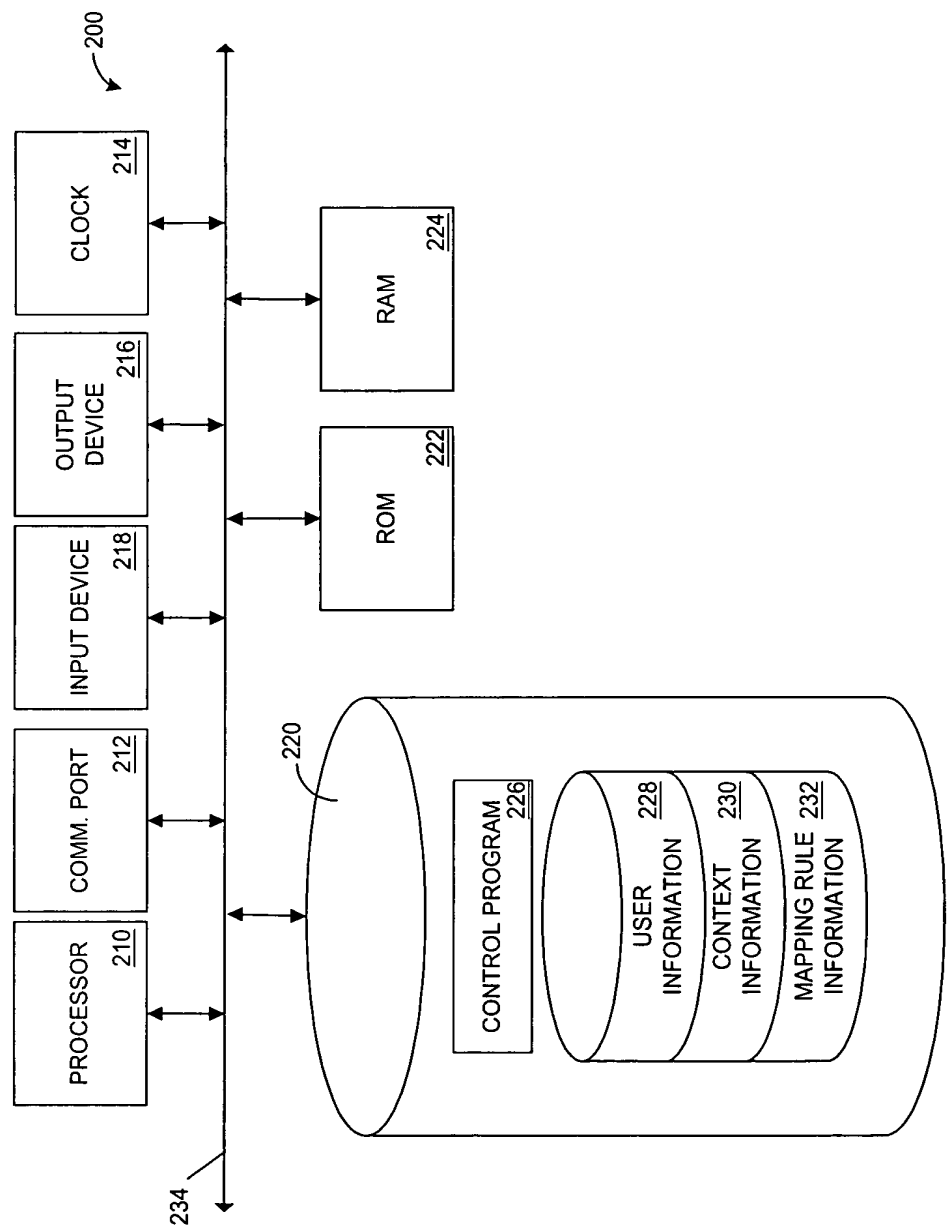 200
PROCESSOR
210
COMM. PORT
212
INPUT DEVICE
218
OUTPUT
DEVICE
216
CLOCK
214
234
220
ROM
222
RAM
224
CONTROL PROGRAM
226
USER
INFORMATION
228
CONTEXT
INFORMATION
230
MAPPING RULE
INFORMATION
232